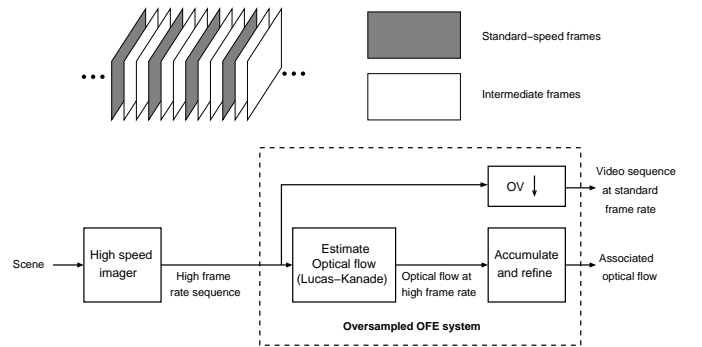 Standard−speed frames
Intermediate frames
OV
Video sequence
at standard
frame rate
Scene
High speed
imager
High frame
rate sequence
Estimate
Optical flow
(Lucas−Kanade)
Optical flow at
high frame rate
Accumulate
and refine
Associated
optical flow
Oversampled OFE system